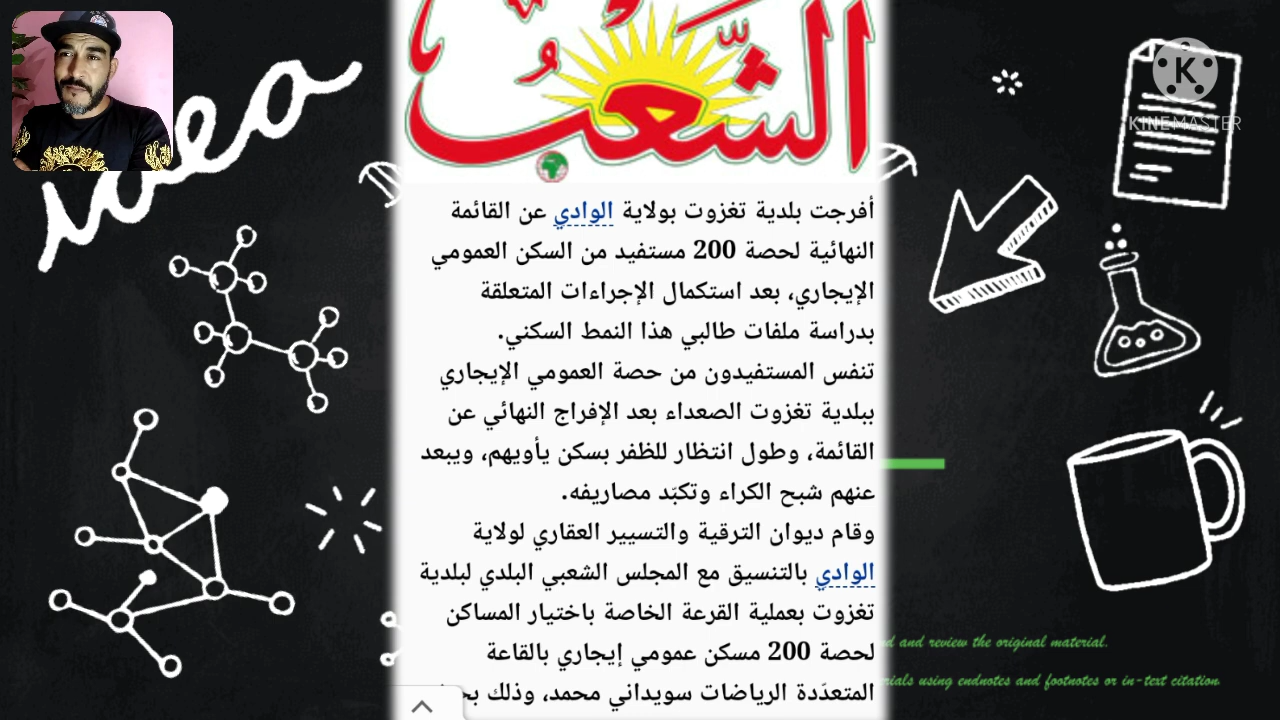 idea
الشَّعْب
KINEMASTER
أفرجت بلدية تغزوت بولاية الوادي عن القائمة
النهائية لحصة 200 مستفيد من السكن العمومي
الإيجاري، بعد استكمال الإجراءات المتعلقة
بدراسة ملفات طالبي هذا النمط السكني.
تنفس المستفيدون من حصة العمومي الإيجاري
ببلدية تغزوت الصعداء بعد الإفراج النهائي عن
القائمة، وطول انتظار للظفر بسكن يأويهم، ويبعد
عنهم شبح الكراء وتكبّد مصاريفه.
وقام ديوان الترقية والتسيير العقاري لولاية
الوادي بالتنسيق مع المجلس الشعبي البلدي لبلدية
تغزوت بعملية القرعة الخاصة باختيار المساكن
لحصة 200 مسكن عمومي إيجاري بالقاعة
المتعدّدة الرياضات سويداني محمد، وذلك
and review the original material.
using endnotes and footnotes or in-text citation